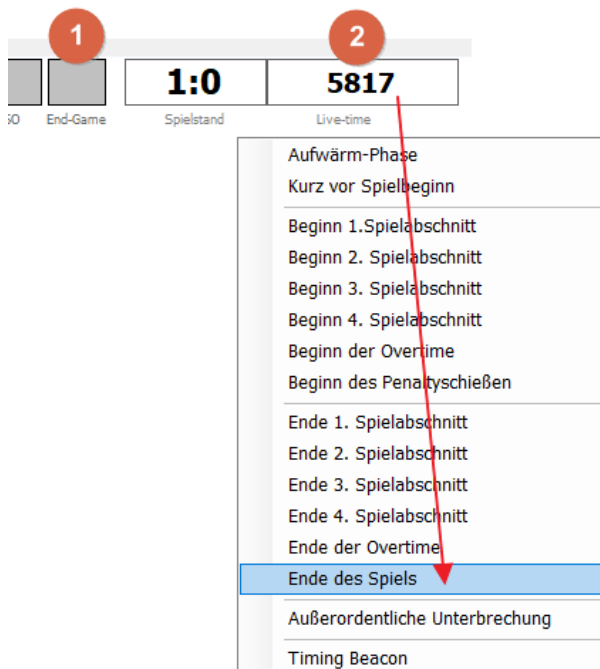 1 2
1:0 5817
SO End-Game Spielstand Live-time
Aufwärm-Phase
Kurz vor Spielbeginn
Beginn 1.Spielabschnitt
Beginn 2. Spielabschnitt
Beginn 3. Spielabschnitt
Beginn 4. Spielabschnitt
Beginn der Overtime
Beginn des Penaltyschießen
Ende 1. Spielabschnitt
Ende 2. Spielabschnitt
Ende 3. Spielabschnitt
Ende 4. Spielabschnitt
Ende der Overtime
Ende des Spiels
Außerordentliche Unterbrechung
Timing Beacon